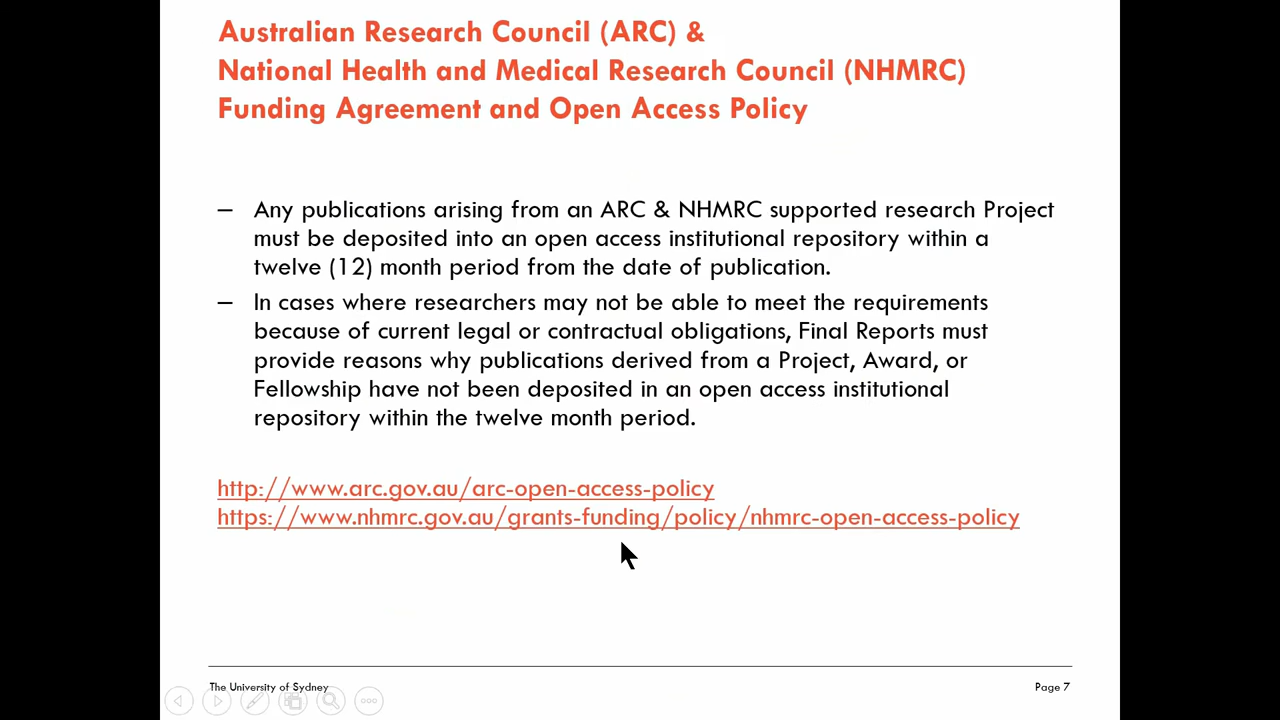 Australian Research Council (ARC) &
National Health and Medical Research Council (NHMRC)
Funding Agreement and Open Access Policy
– Any publications arising from an ARC & NHMRC supported research Project
must be deposited into an open access institutional repository within a
twelve (12) month period from the date of publication.
– In cases where researchers may not be able to meet the requirements
because of current legal or contractual obligations, Final Reports must
provide reasons why publications derived from a Project, Award, or
Fellowship have not been deposited in an open access institutional
repository within the twelve month period.
http://www.arc.gov.au/arc-open-access-policy
https://www.nhmrc.gov.au/grants-funding/policy/nhmrc-open-access-policy
The University of Sydney
Page 7